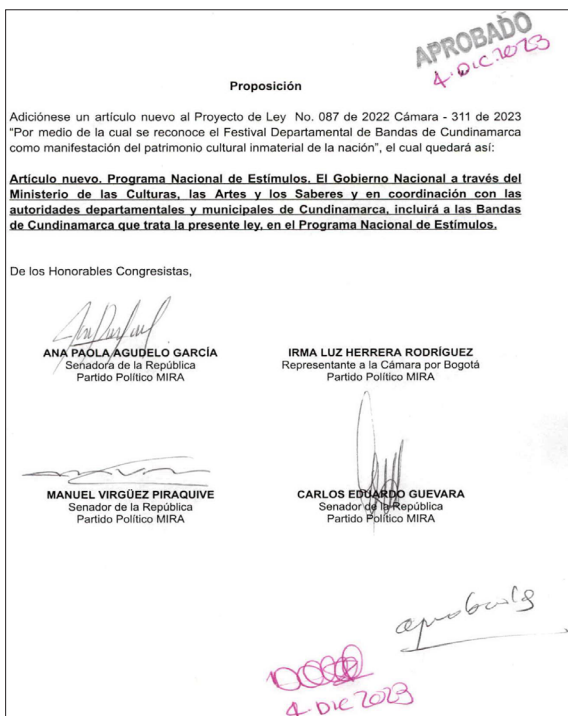 APROBADO
4. DIC. 2023
Proposición
Adiciónese un artículo nuevo al Proyecto de Ley No. 087 de 2022 Cámara - 311 de 2023
“Por medio de la cual se reconoce el Festival Departamental de Bandas de Cundinamarca
como manifestación del patrimonio cultural inmaterial de la nación”, el cual quedará así:
Artículo nuevo. Programa Nacional de Estímulos. El Gobierno Nacional a través del
Ministerio de las Culturas, las Artes y los Saberes y en coordinación con las
autoridades departamentales y municipales de Cundinamarca, incluirá a las Bandas
de Cundinamarca que trata la presente ley, en el Programa Nacional de Estímulos.
De los Honorables Congresistas,
ANA PAOLA AGUDELO GARCÍA
Senadora de la República
Partido Político MIRA
IRMA LUZ HERRERA RODRÍGUEZ
Representante a la Cámara por Bogotá
Partido Político MIRA
MANUEL VIRGÜEZ PIRAQUIVE
Senador de la República
Partido Político MIRA
CARLOS EDUARDO GUEVARA
Senador de la República
Partido Político MIRA
4 DIC 2023